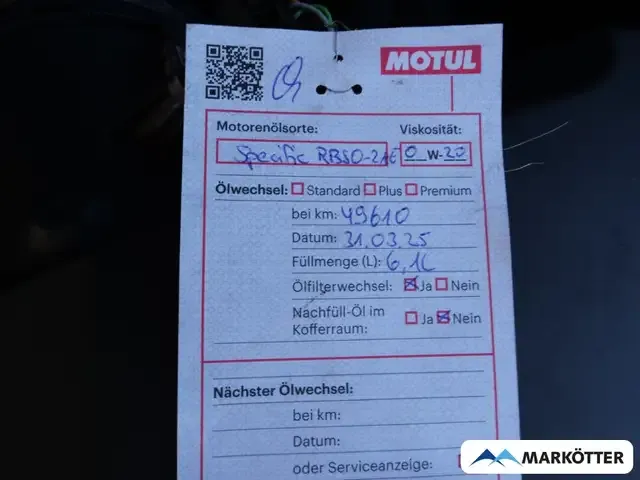 MOTUL
Motorenölsorte: Viskosität:
Specific RBS0-2AE 0 W-20
Ölwechsel: Standard Plus Premium
bei km: 49610
Datum: 31.03.25
Füllmenge (L): 6,1L
Ölfilterwechsel: Ja Nein
Nachfüll-Öl im Ja Nein
Kofferraum:
Nächster Ölwechsel:
bei km:
Datum:
oder Serviceanzeige:
MARKÖTTER